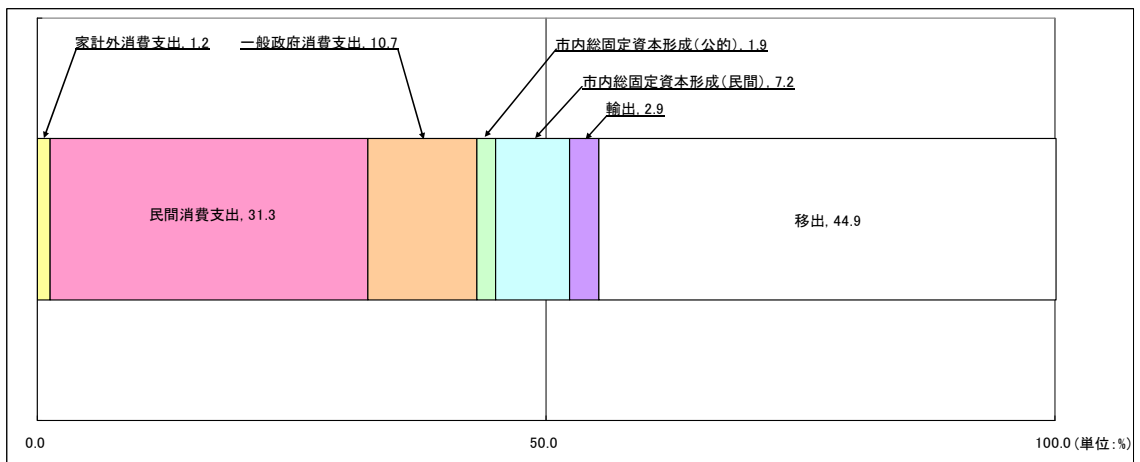 家計外消費支出, 1.2
一般政府消費支出, 10.7
市内総固定資本形成(公的), 1.9
市内総固定資本形成(民間), 7.2
輸出, 2.9
民間消費支出, 31.3
移出, 44.9
0.0
50.0
100.0
(単位:%)